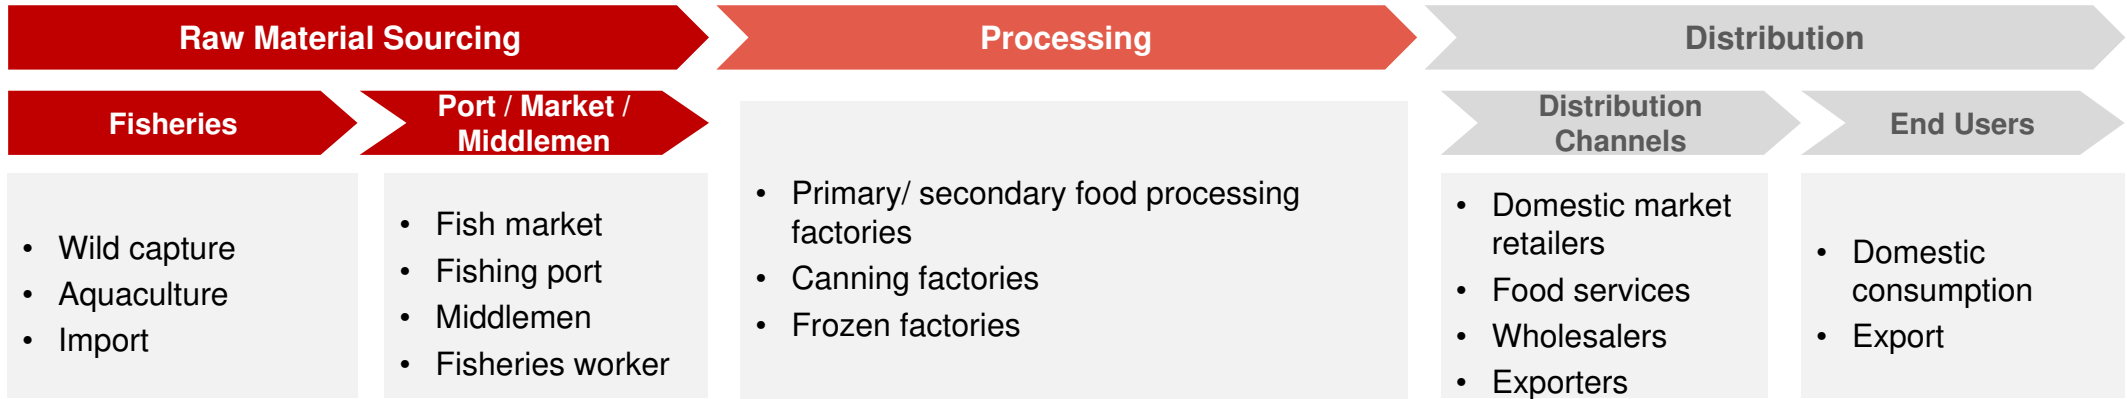 Raw Material Sourcing
Processing
Distribution
Fisheries
Port / Market /
Middlemen
Distribution
Channels
End Users
• Wild capture
• Aquaculture
• Import
• Fish market
• Fishing port
• Middlemen
• Fisheries worker
• Primary/ secondary food processing
factories
• Canning factories
• Frozen factories
• Domestic market
retailers
• Food services
• Wholesalers
• Exporters
• Domestic
consumption
• Export